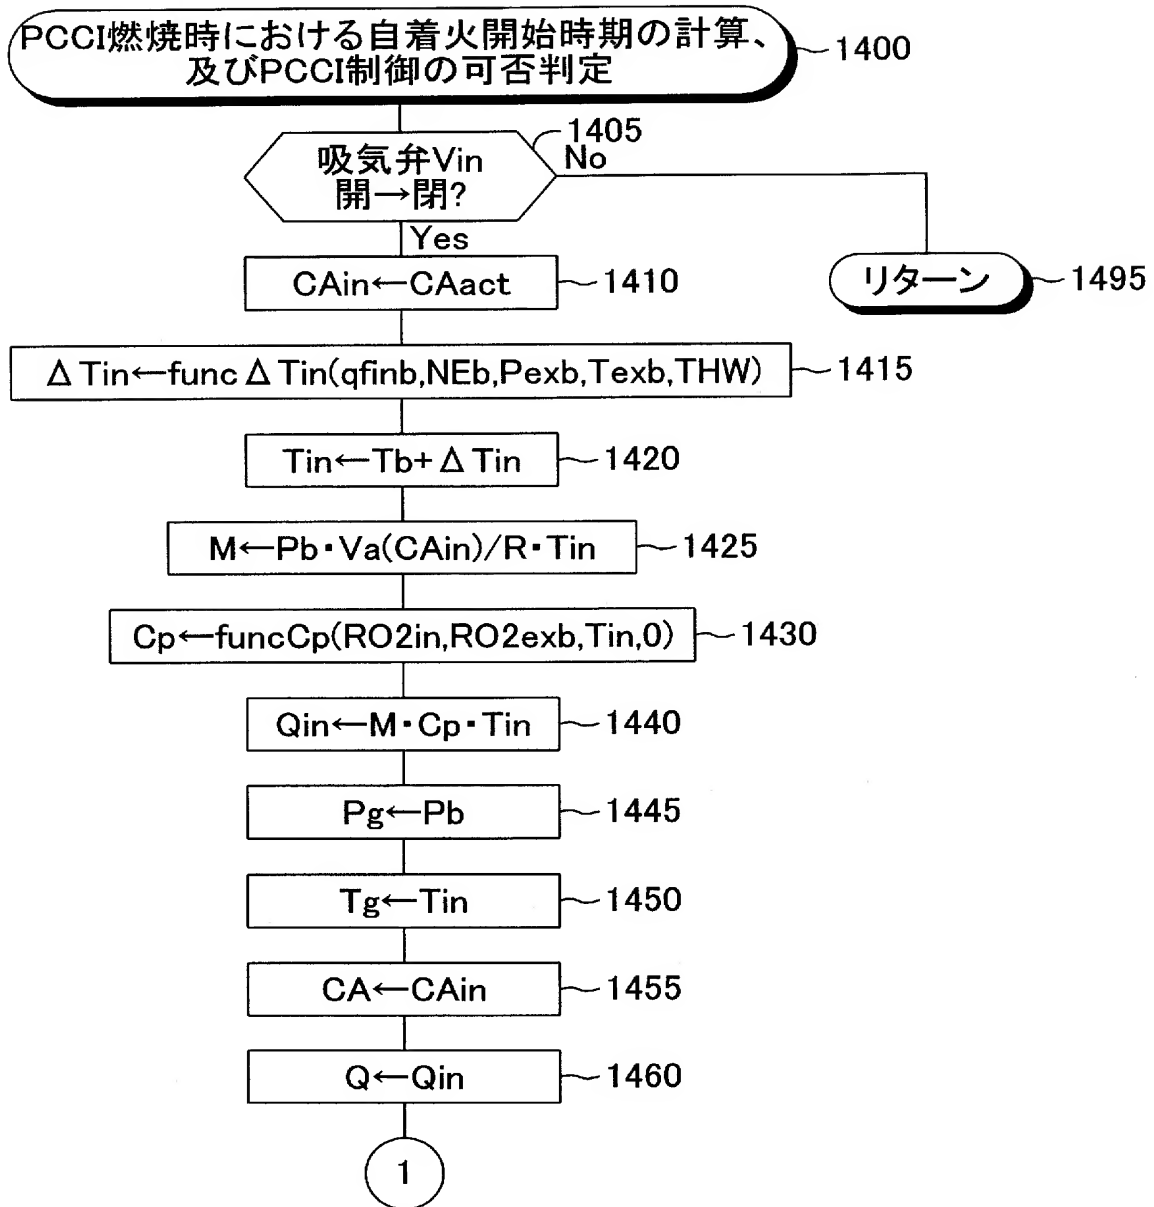 PCCI燃焼時における自着火開始時期の計算、
及びPCCI制御の可否判定
1400
吸気弁Vin
開→閉?
1405
No
Yes
CAin←CAact
1410
リターン
1495
ΔTin←funcΔTin(qfinb,NEb,Pexb,Texb,THW)
1415
Tin←Tb+ΔTin
1420
M←Pb・Va(CAin)/R・Tin
1425
Cp←funcCp(RO2in,RO2exb,Tin,0)
1430
Qin←M・Cp・Tin
1440
Pg←Pb
1445
Tg←Tin
1450
CA←CAin
1455
Q←Qin
1460
1